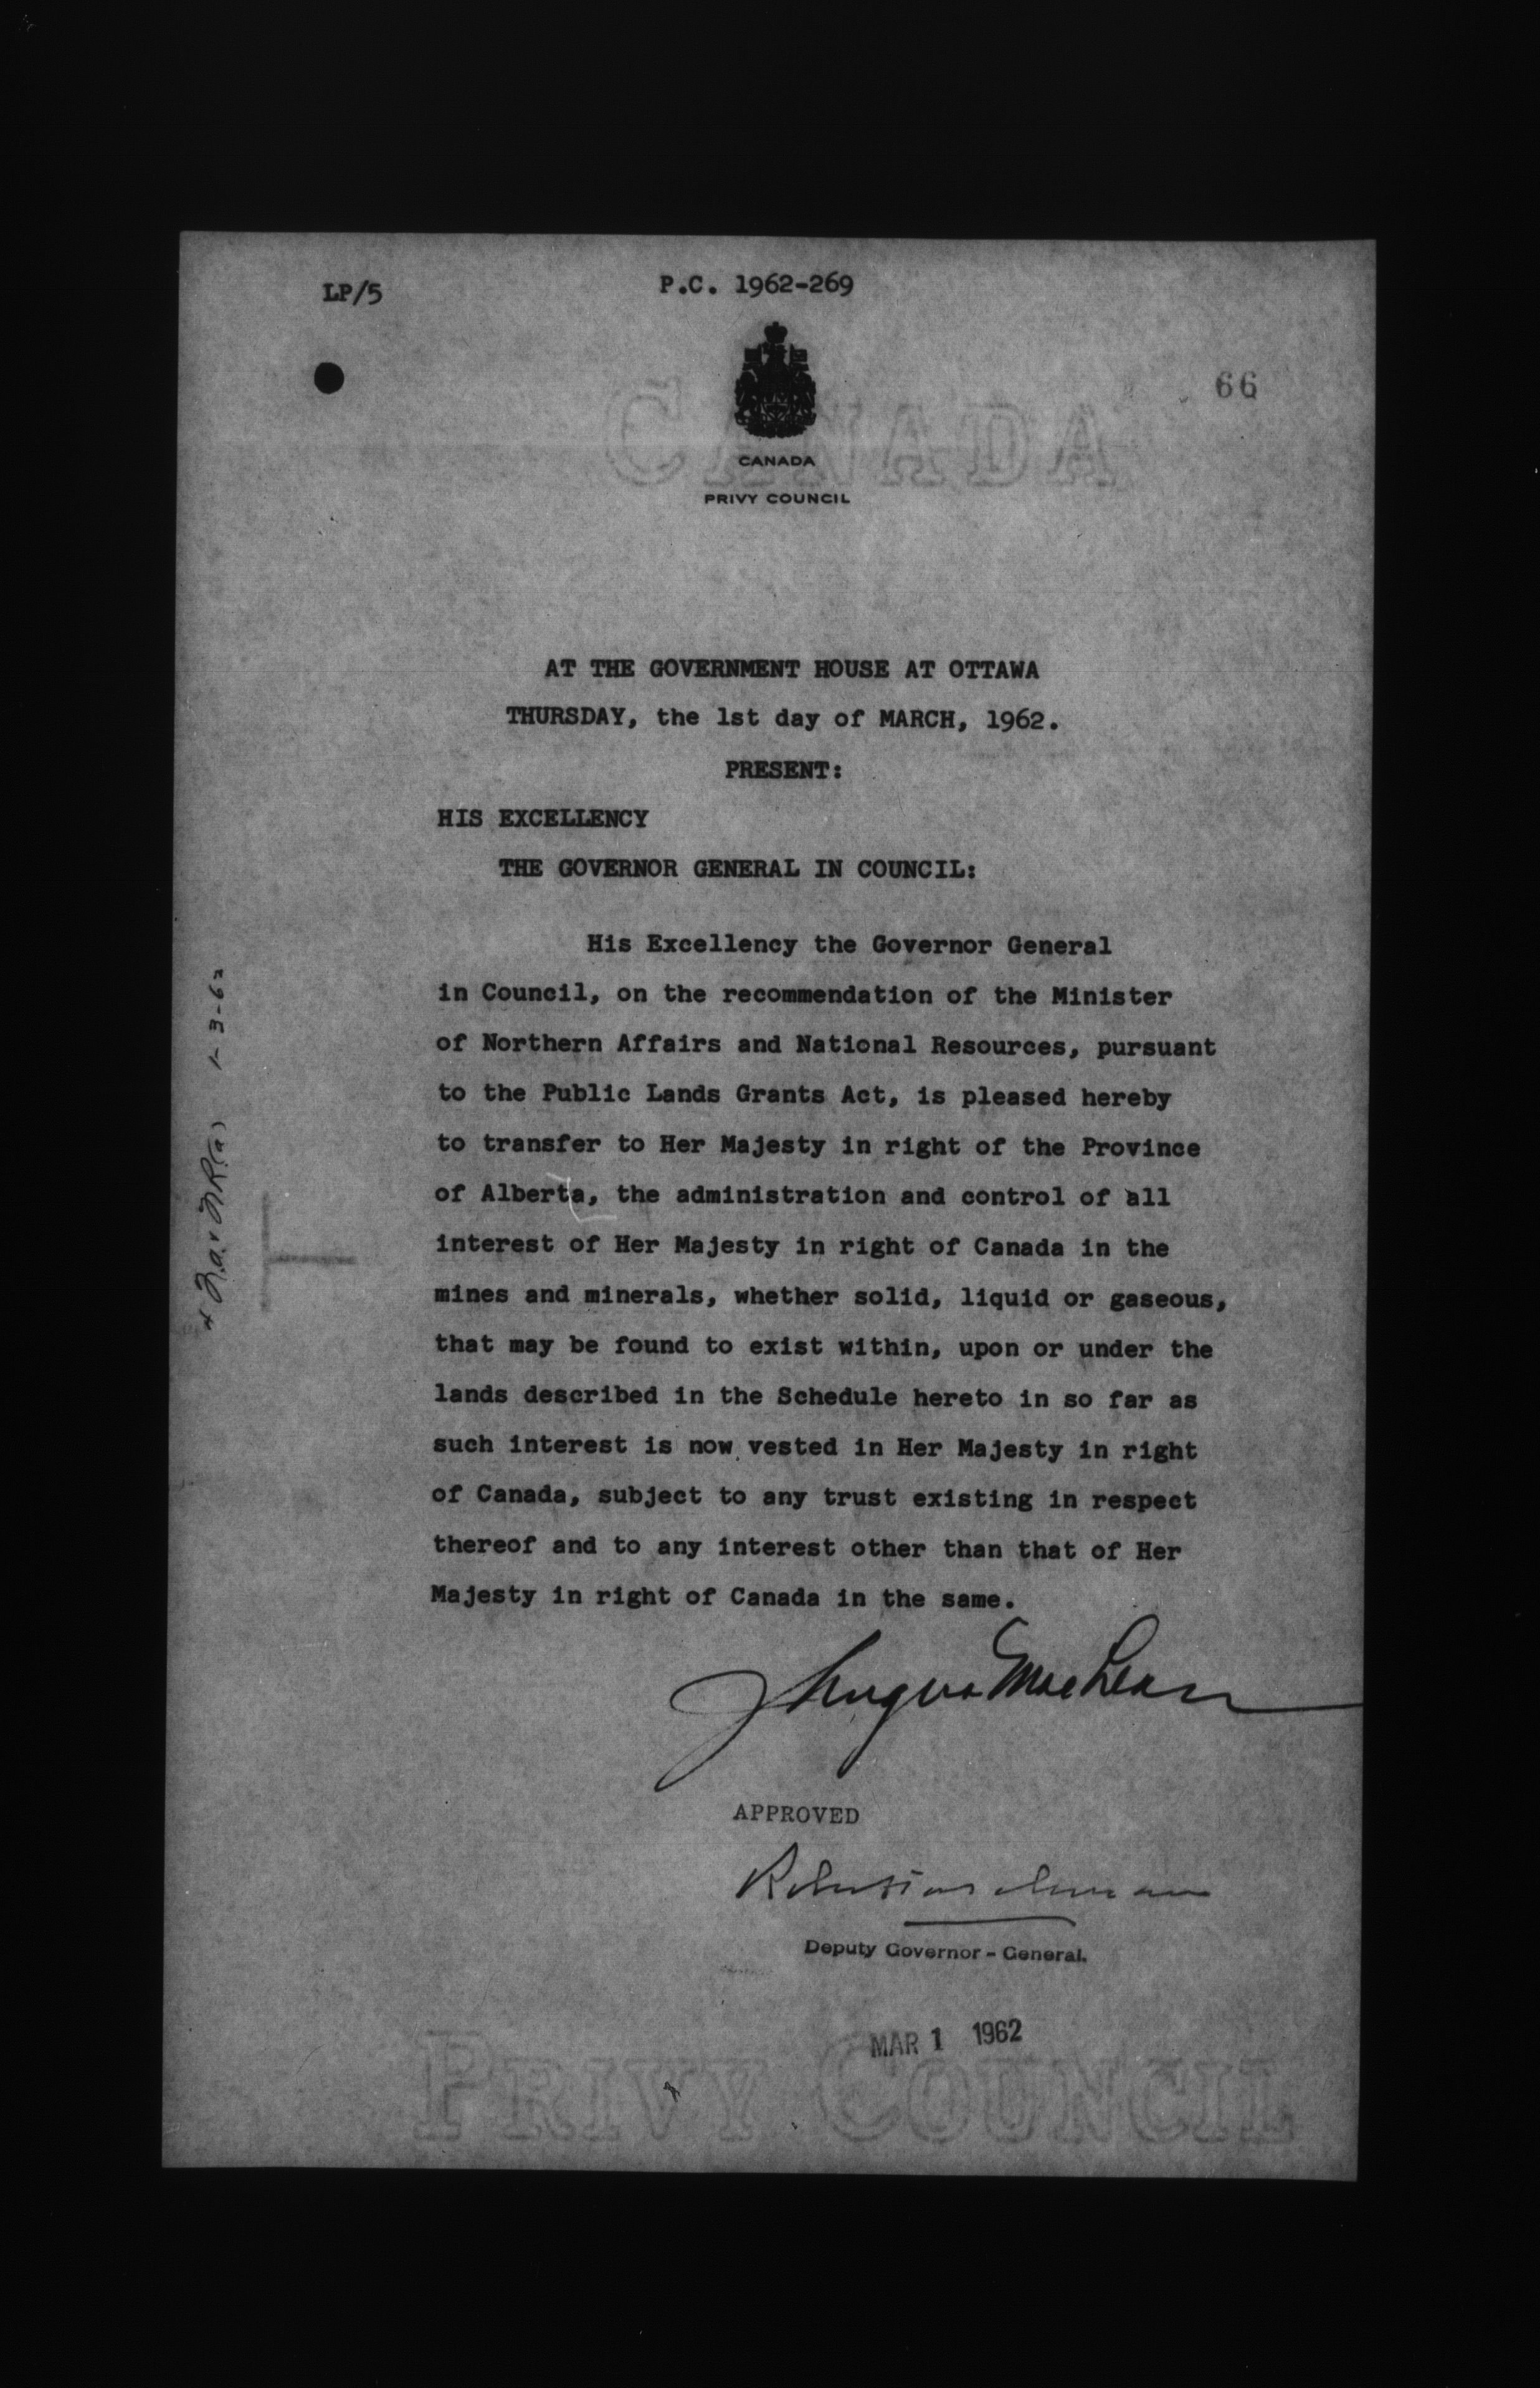 LP/5
P.C. 1962-269
66
CANADA
CANADA
PRIVY COUNCIL
AT THE GOVERNMENT HOUSE AT OTTAWA
THURSDAY, the 1st day of MARCH, 1962.
PRESENT:
HIS EXCELLENCY
THE GOVERNOR GENERAL IN COUNCIL:
His Excellency the Governor General
in Council, on the recommendation of the Minister
of Northern Affairs and National Resources, pursuant
to the Public Lands Grants Act, is pleased hereby
to transfer to Her Majesty in right of the Province
of Alberta, the administration and control of all
interest of Her Majesty in right of Canada in the
mines and minerals, whether solid, liquid or gaseous,
that may be found to exist within, upon or under the
lands described in the Schedule hereto in so far as
such interest is now vested in Her Majesty in right
of Canada, subject to any trust existing in respect
thereof and to any interest other than that of Her
Majesty in right of Canada in the same.
J Angus MacLean
APPROVED
Deputy Governor-General.
MAR 1 1962
PRIVY COUNCIL
1-3-62